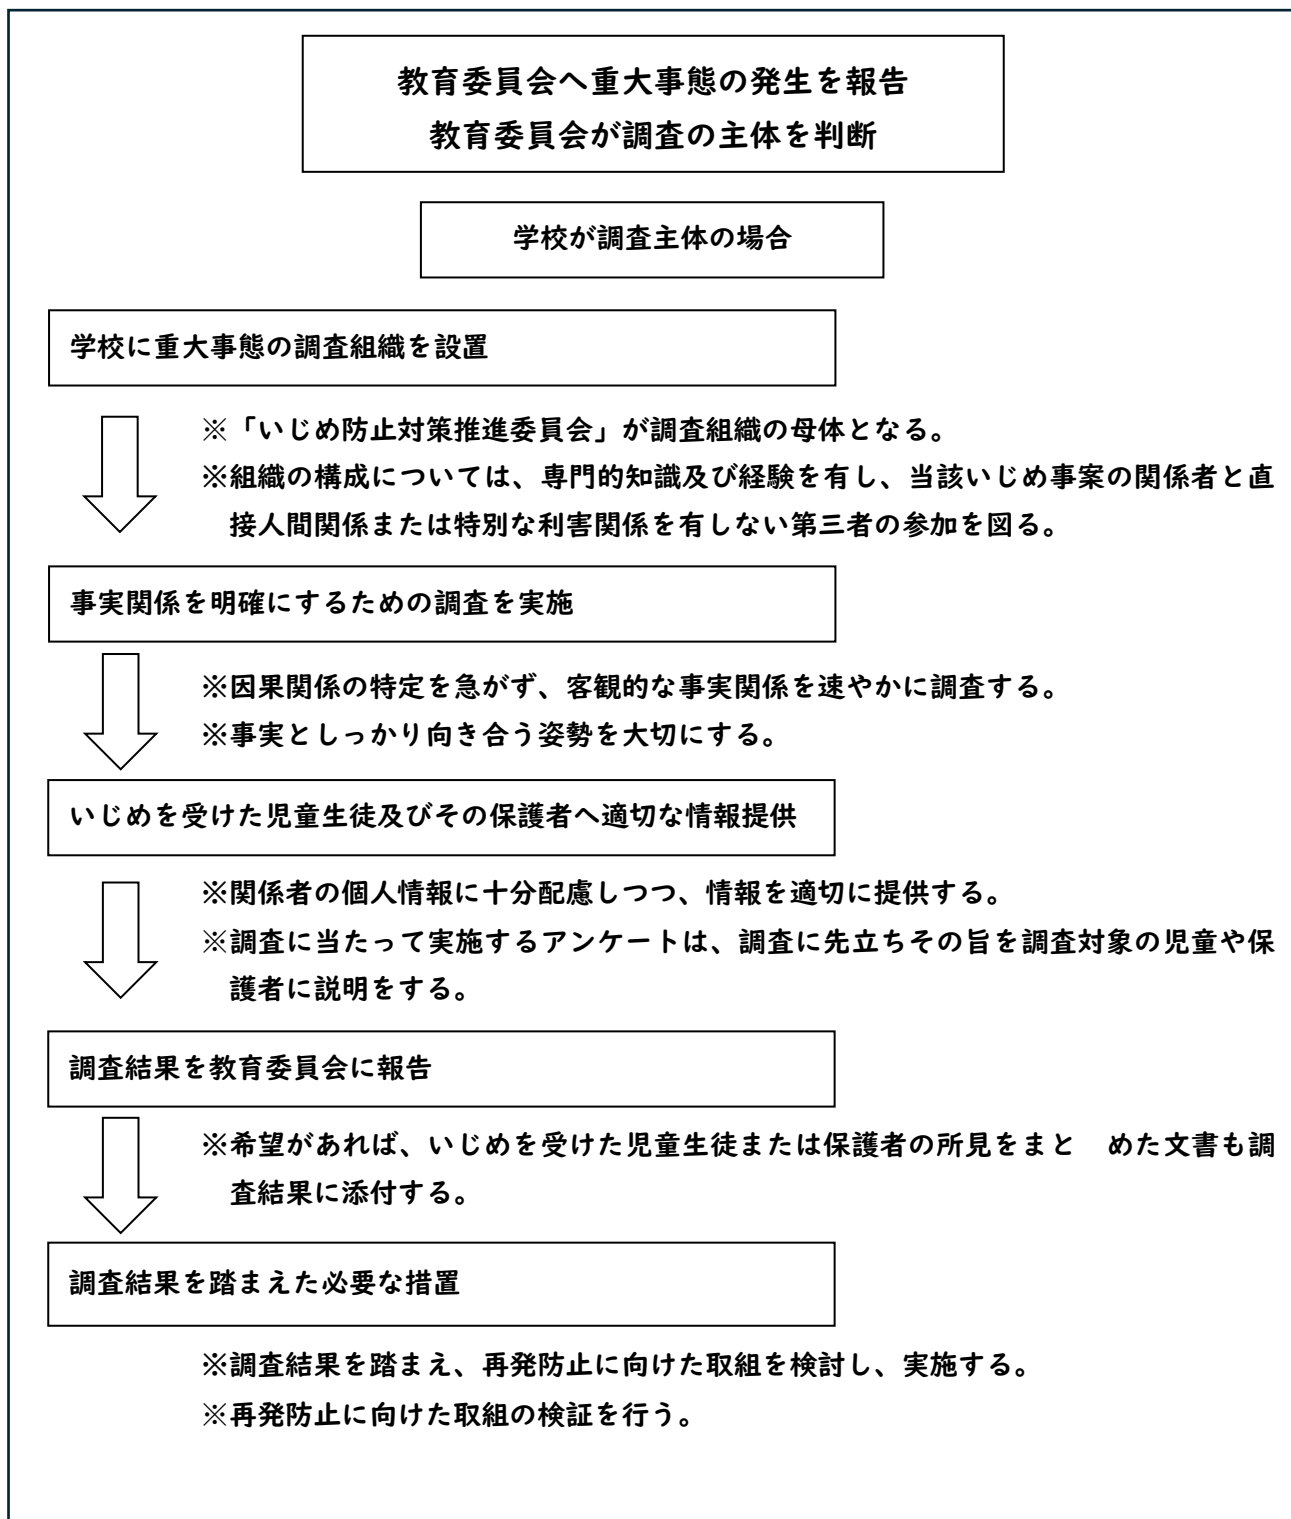 教育委員会へ重大事態の発生を報告
教育委員会が調査の主体を判断
学校が調査主体の場合
学校に重大事態の調査組織を設置
※「いじめ防止対策推進委員会」が調査組織の母体となる。
※組織の構成については、専門的知識及び経験を有し、当該いじめ事案の関係者と直
接人間関係または特別な利害関係を有しない第三者の参加を図る。
事実関係を明確にするための調査を実施
※因果関係の特定を急がず、客観的な事実関係を速やかに調査する。
※事実としっかり向き合う姿勢を大切にする。
いじめを受けた児童生徒及びその保護者へ適切な情報提供
※関係者の個人情報に十分配慮しつつ、情報を適切に提供する。
※調査に当たって実施するアンケートは、調査に先立ちその旨を調査対象の児童や保
護者に説明をする。
調査結果を教育委員会に報告
※希望があれば、いじめを受けた児童生徒または保護者の所見をまと　めた文書も調
査結果に添付する。
調査結果を踏まえた必要な措置
※調査結果を踏まえ、再発防止に向けた取組を検討し、実施する。
※再発防止に向けた取組の検証を行う。